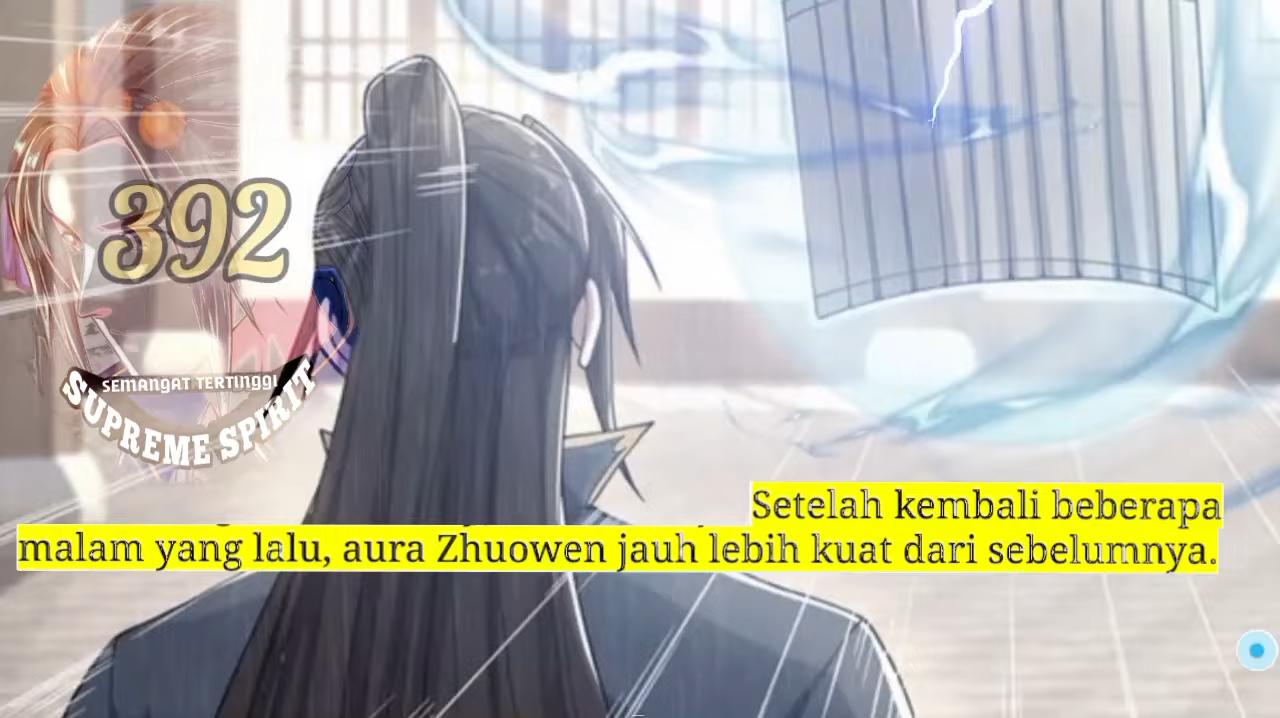 392
SEMANGAT TERTINGGI
SUPREME SPIRIT
Setelah kembali beberapa
malam yang lalu, aura Zhuowen jauh lebih kuat dari sebelumnya.